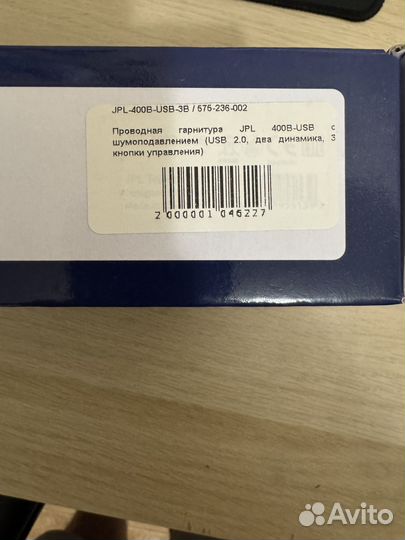 JPL-400B-USB-3B / 575-236-002
Проводная гарнитура JPL 400B-USB с
шумоподавлением (USB 2.0, два динамика, 3
кнопки управления)
2 000001 046227
Avito